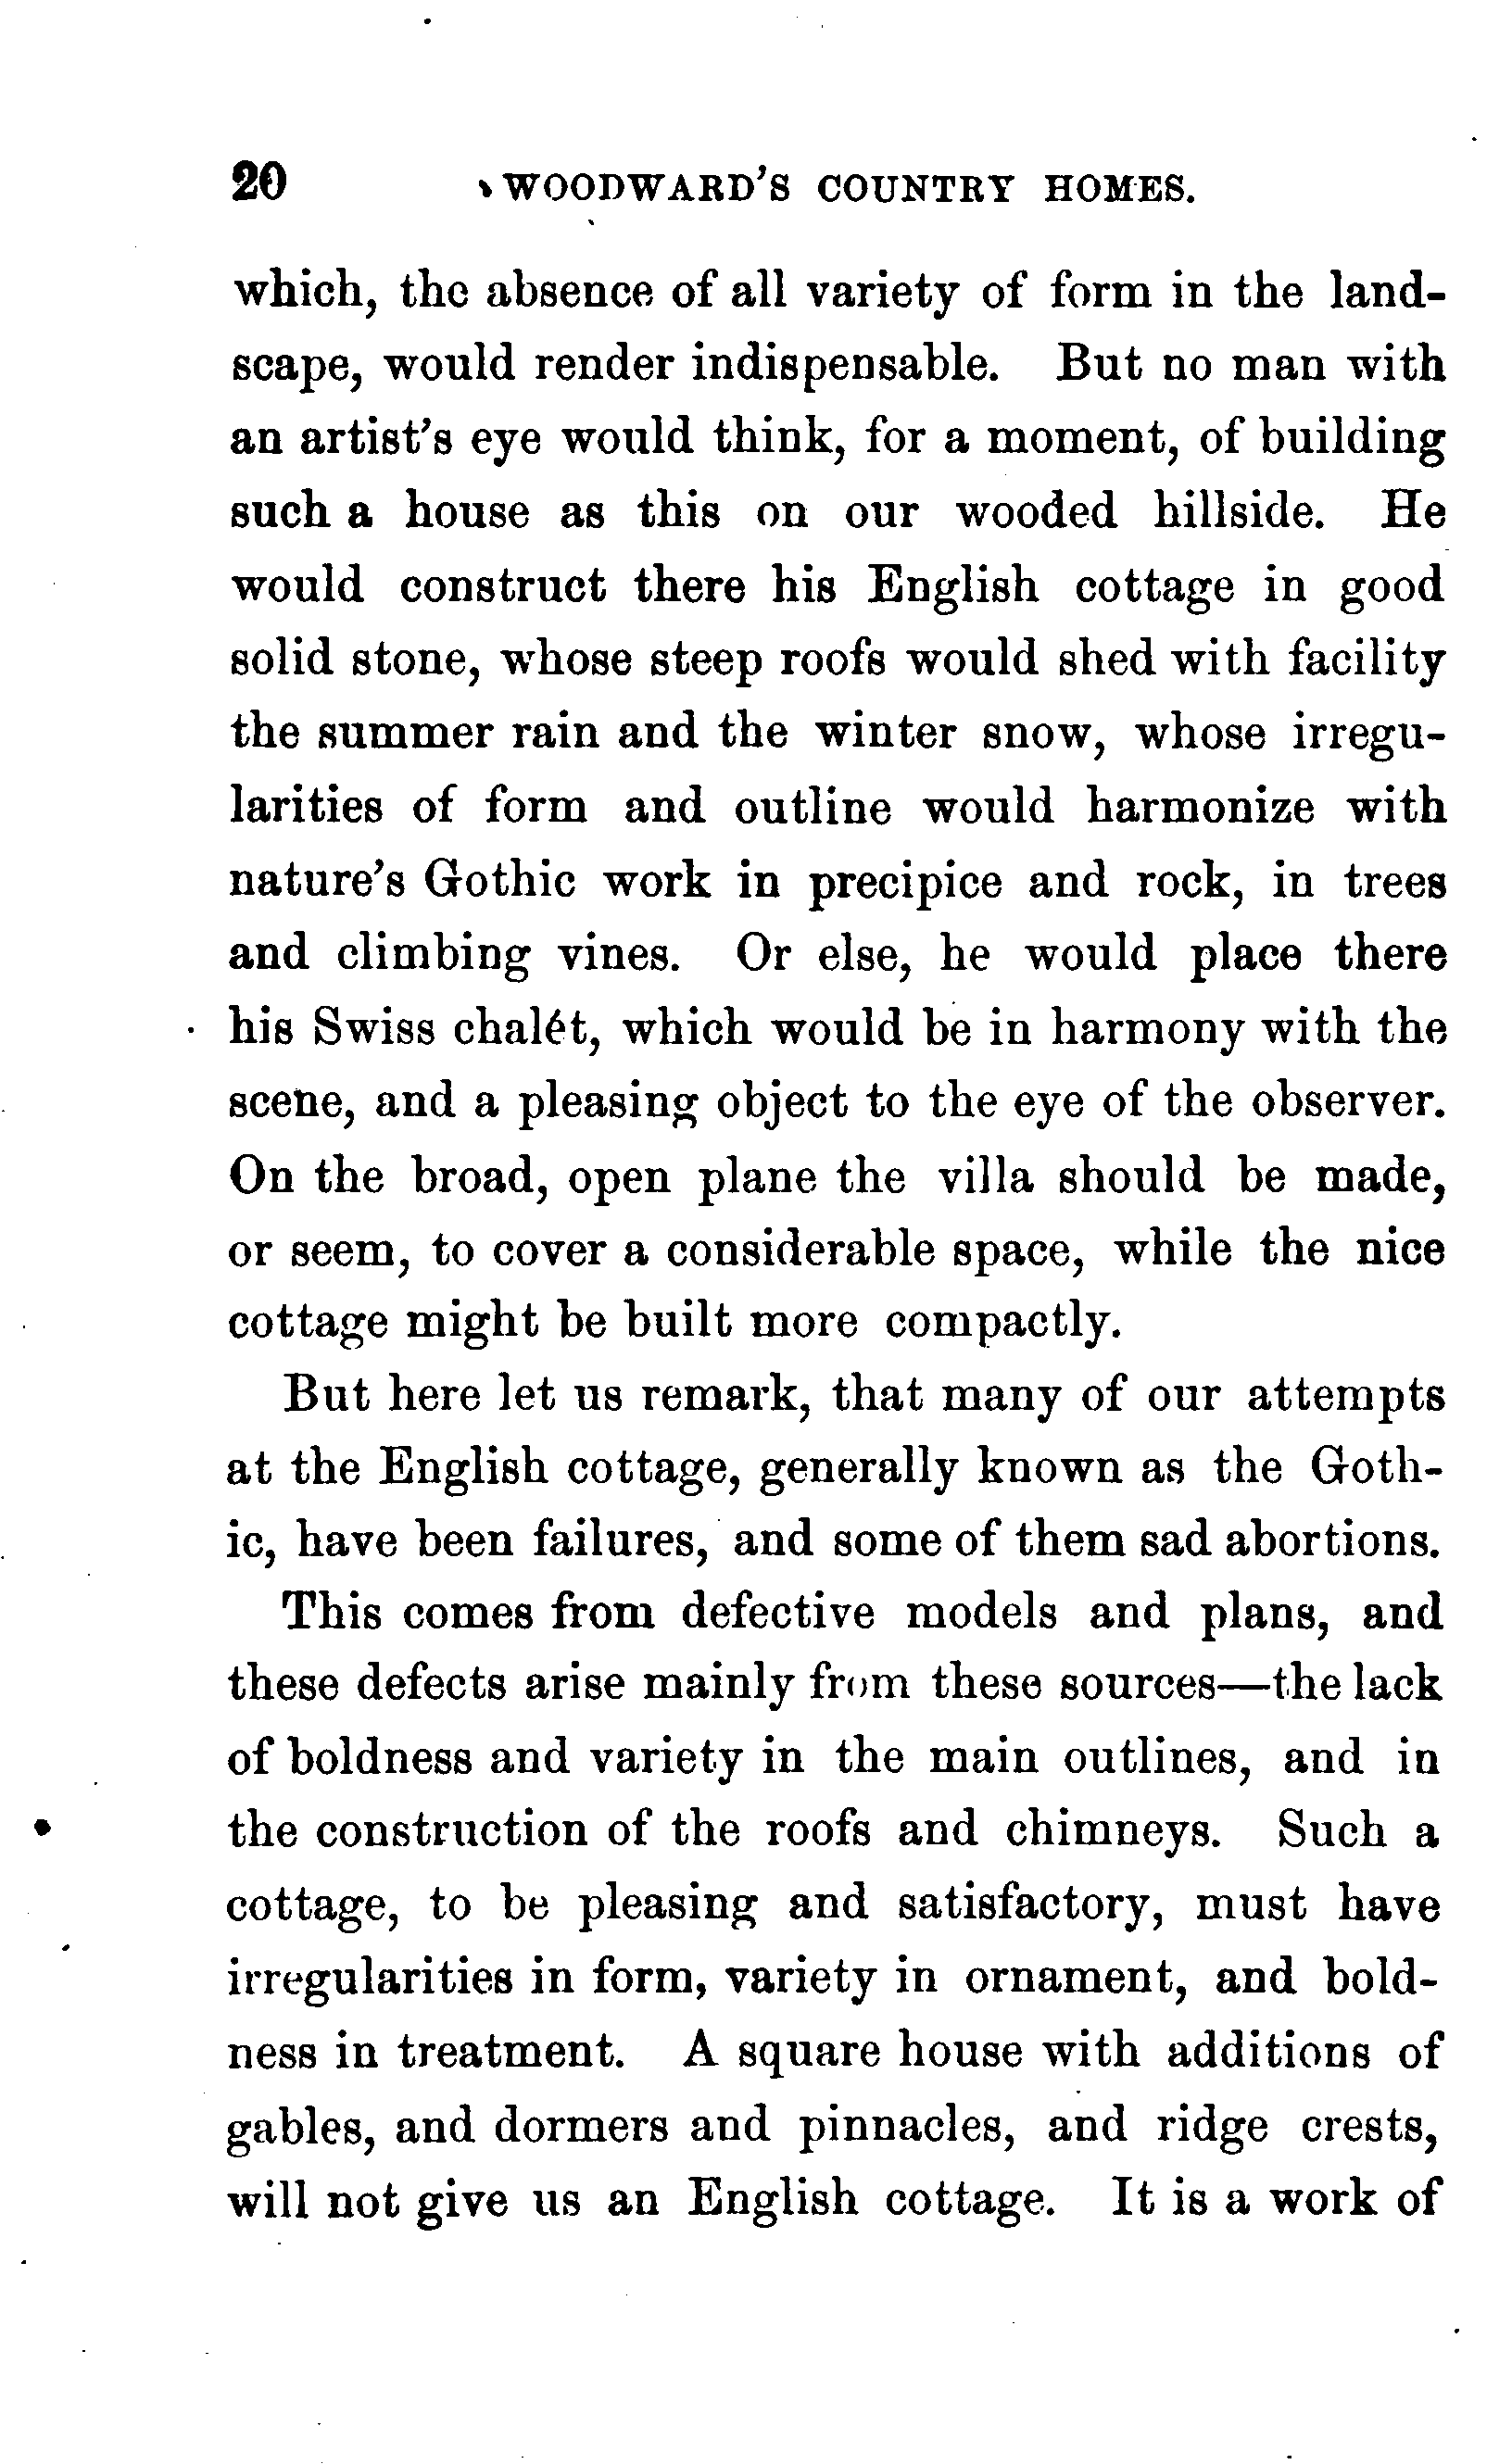 20 WOODWARD'S COUNTRY HOMES.
which, the absence of all variety of form in the land-
scape, would render indispensable. But no man with
an artist's eye would think, for a moment, of building
such a house as this on our wooded hillside. He
would construct there his English cottage in good
solid stone, whose steep roofs would shed with facility
the summer rain and the winter snow, whose irregu-
larities of form and outline would harmonize with
nature's Gothic work in precipice and rock, in trees
and climbing vines. Or else, he would place there
his Swiss chalét, which would be in harmony with the
scene, and a pleasing object to the eye of the observer.
On the broad, open plane the villa should be made,
or seem, to cover a considerable space, while the nice
cottage might be built more compactly.
But here let us remark, that many of our attempts
at the English cottage, generally known as the Goth-
ic, have been failures, and some of them sad abortions.
This comes from defective models and plans, and
these defects arise mainly from these sources—the lack
of boldness and variety in the main outlines, and in
the construction of the roofs and chimneys. Such a
cottage, to be pleasing and satisfactory, must have
irregularities in form, variety in ornament, and bold-
ness in treatment. A square house with additions of
gables, and dormers and pinnacles, and ridge crests,
will not give us an English cottage. It is a work of